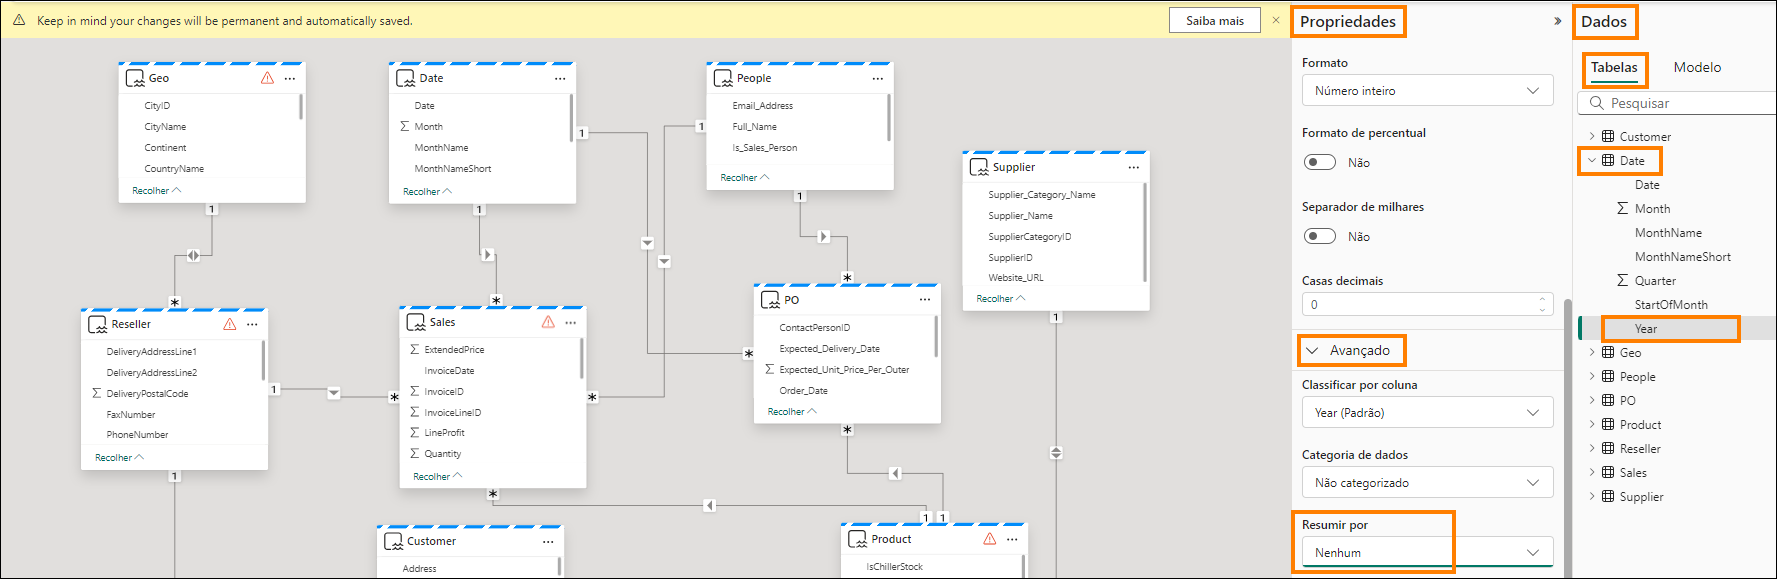 Keep in mind your changes will be permanent and automatically saved.
Saiba mais
Geo
CityID
CityName
Continent
CountryName
Recolher
1
Date
Date
Month
MonthName
MonthNameShort
Recolher
1
1
People
Email_Address
Full_Name
Is_Sales_Person
Recolher
1
1
Supplier
Supplier_Category_Name
Supplier_Name
SupplierCategoryID
SupplierID
Website_URL
Recolher
1
*
Reseller
DeliveryAddressLine1
DeliveryAddressLine2
DeliveryPostalCode
FaxNumber
PhoneNumber
Recolher
1
1
*
Sales
ExtendedPrice
InvoiceDate
InvoiceID
InvoiceLineID
LineProfit
Quantity
Recolher
*
*
*
*
PO
ContactPersonID
Expected_Delivery_Date
Expected_Unit_Price_Per_Outer
Order_Date
Recolher
*
*
1 1
Customer
Address
Product
IsChillerStock
Propriedades
Formato
Número inteiro
Formato de percentual
Não
Separador de milhares
Não
Casas decimais
0
Avançado
Classificar por coluna
Year (Padrão)
Categoria de dados
Não categorizado
Resumir por
Nenhum
Dados
Tabelas Modelo
Pesquisar
Customer
Date
Date
Month
MonthName
MonthNameShort
Quarter
StartOfMonth
Year
Geo
People
PO
Product
Reseller
Sales
Supplier